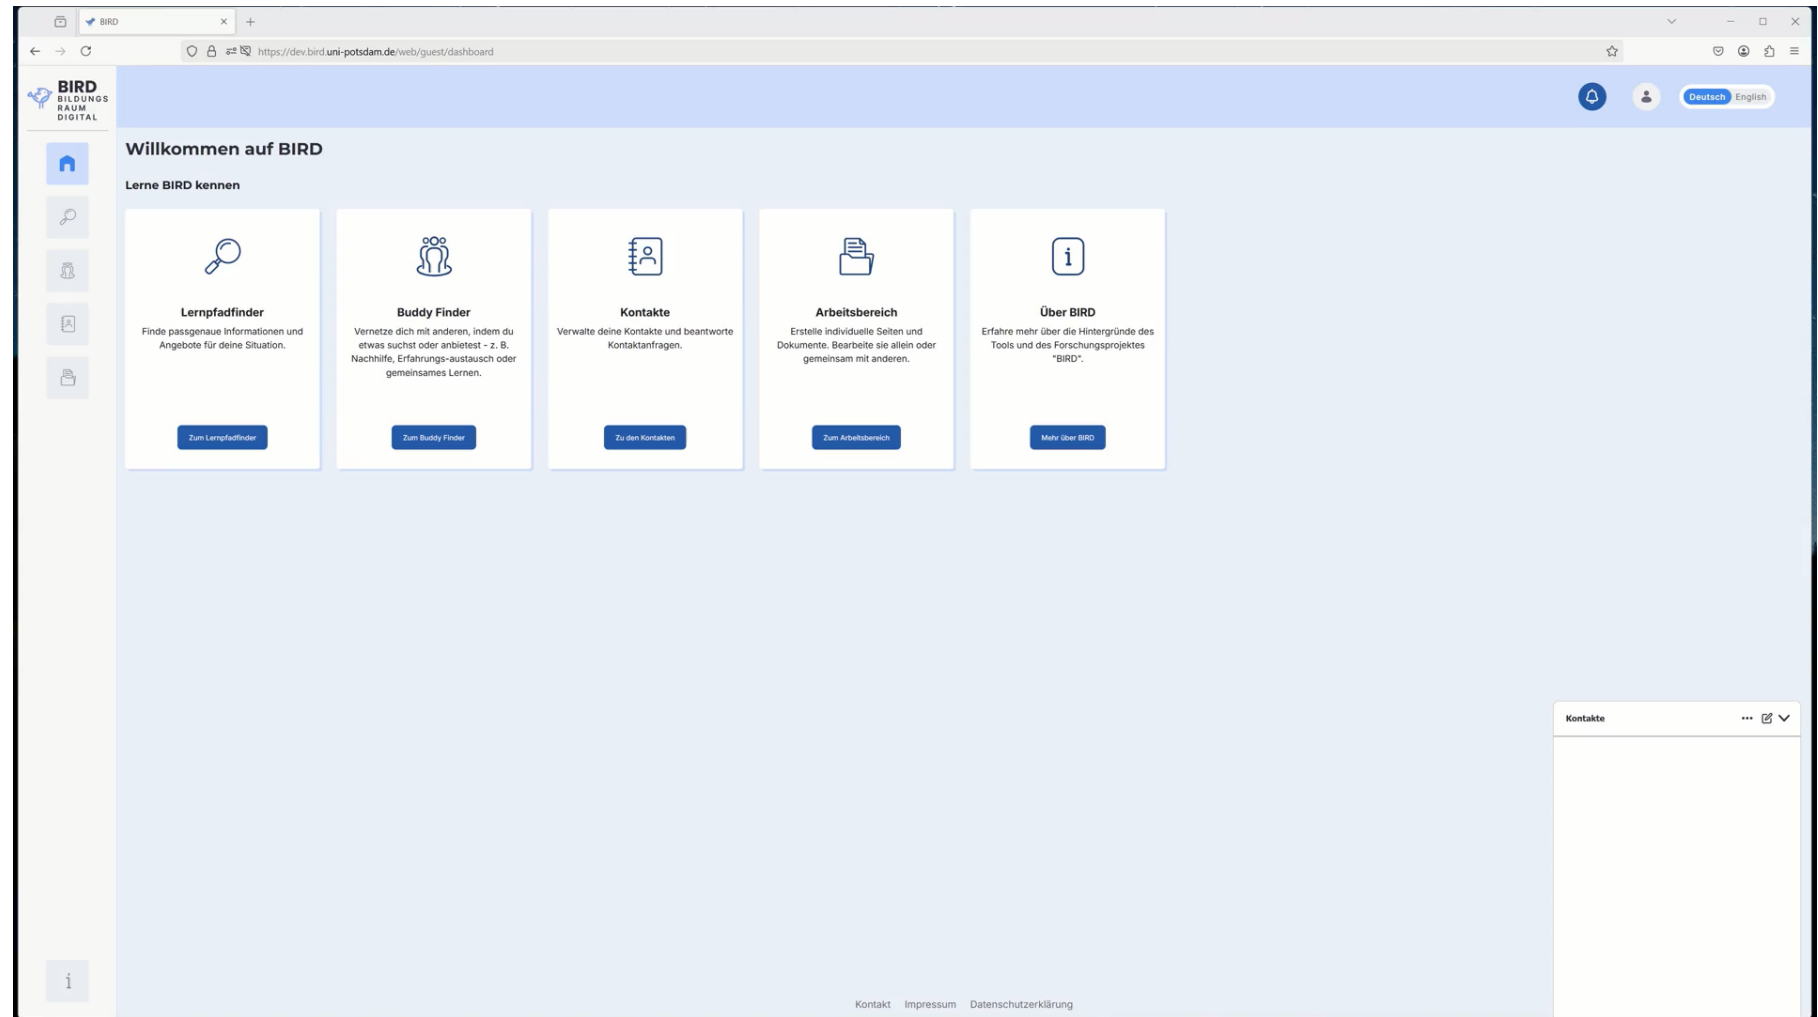 BIRD
https://dev.bird.uni-potsdam.de/web/guest/dashboard
BIRD
BILDUNGS
RAUM
DIGITAL
Deutsch English
Willkommen auf BIRD
Lerne BIRD kennen
Lernpfadfinder
Finde passgenaue Informationen und
Angebote für deine Situation.
Zum Lernpfadfinder
Buddy Finder
Vernetze dich mit anderen, indem du
etwas suchst oder anbietest - z. B.
Nachhilfe, Erfahrungs-austausch oder
gemeinsames Lernen.
Zum Buddy Finder
Kontakte
Verwalte deine Kontakte und beantworte
Kontaktanfragen.
Zu den Kontakten
Arbeitsbereich
Erstelle individuelle Seiten und
Dokumente. Bearbeite sie allein oder
gemeinsam mit anderen.
Zum Arbeitsbereich
Über BIRD
Erfahre mehr über die Hintergründe des
Tools und des Forschungsprojektes
"BIRD".
Mehr über BIRD
Kontakte
Kontakt Impressum Datenschutzerklärung